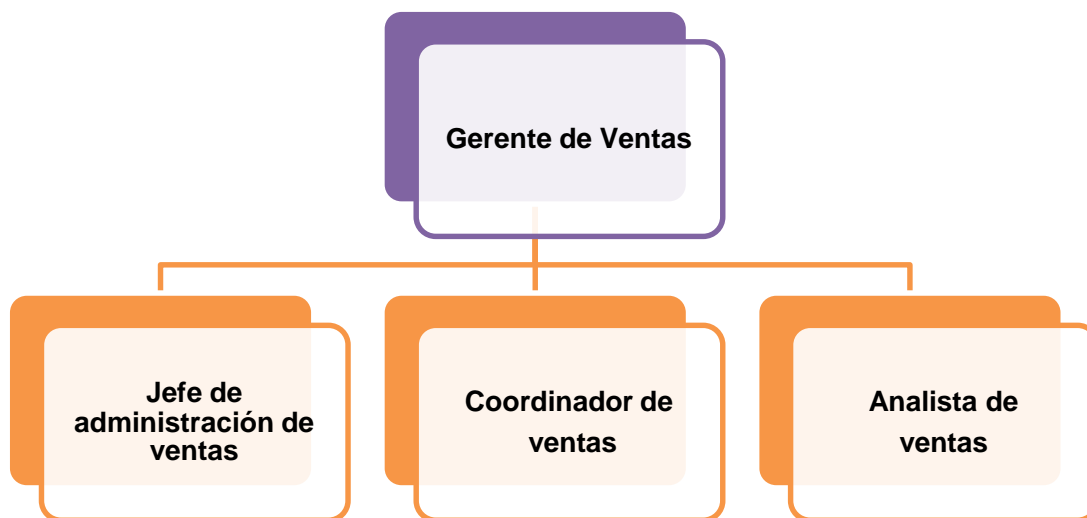 Gerente de Ventas
Jefe de
administración de
ventas
Coordinador de
ventas
Analista de
ventas